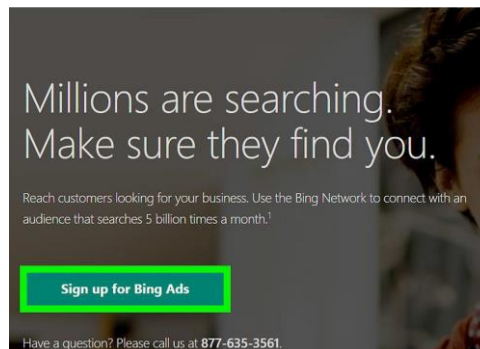 Millions are searching.
Make sure they find you.
Reach customers looking for your business. Use the Bing Network to connect with an
audience that searches 5 billion times a month.¹
Sign up for Bing Ads
Have a question? Please call us at 877-635-3561.